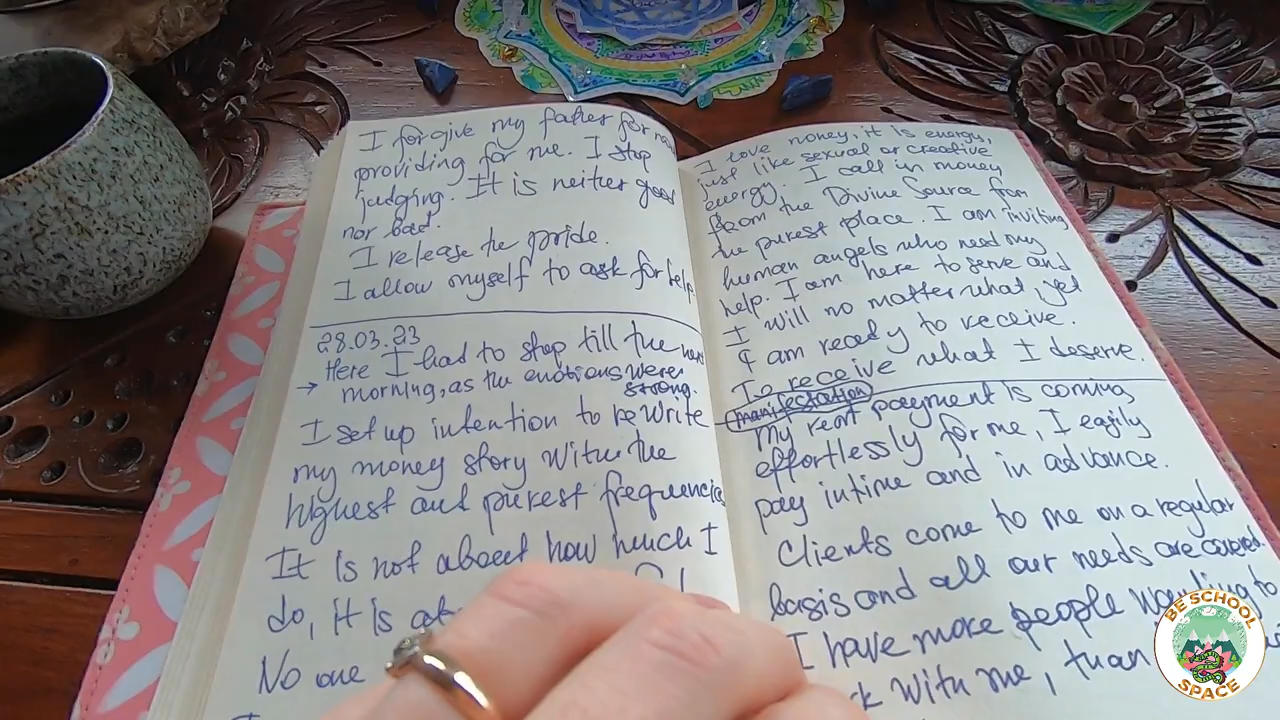 I forgive my father for
providing for me. I stop
judging. It is neither good
nor bad.
I release the pride.
I allow myself to ask for help
28.03.23
Here I had to stop till the next
→ morning, as the emotions were
strong.
I set up intention to rewrite
my money story with the
highest and purest frequencies
It is not about how much I
do, it is
No one
I love money, it is energy,
just like sexual or creative
energy. I call in money
from the Divine Source from
the purest place. I am inviting
human angels who need my
help. I am here to serve and
I will no matter what, yet
I am ready to receive.
To receive what I deserve.
manifestation
My rent payment is coming
effortlessly for me, I easily
pay intime and in advance.
Clients come to me on a regular
basis and all our needs are covered
I have more people
with me, than
BE SCHOOL
SPACE